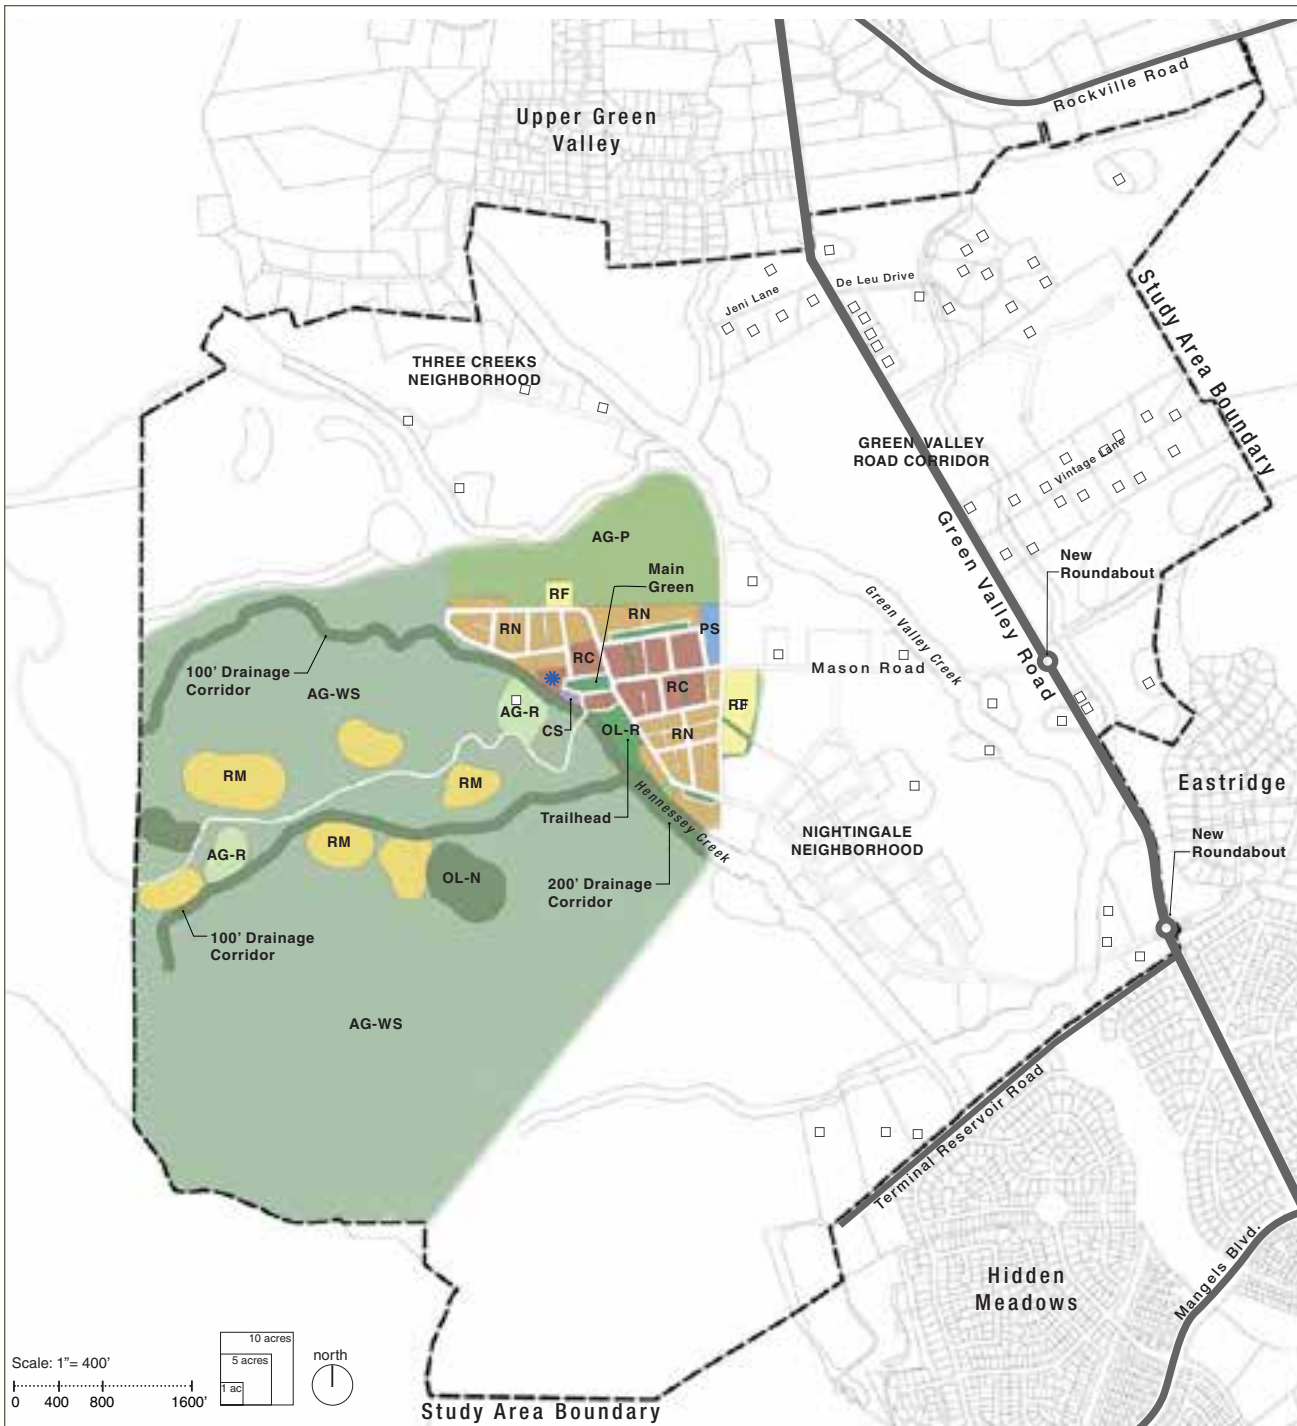 Rockville Road
Upper Green
Valley
Study Area Boundary
De Leu Drive
Jeni Lane
THREE CREEKS
NEIGHBORHOOD
GREEN VALLEY
ROAD CORRIDOR
Vintage Lane
Green Valley Road
AG-P
Main
Green
New
Roundabout
RF
RN
RN
PS
Green Valley Creek
RC
Mason Road
100' Drainage
Corridor
AG-WS
RC
AG-R
RF
CS
OL-R
RN
RM
RM
Eastridge
Hennessey Creek
Trailhead
RM
NIGHTINGALE
NEIGHBORHOOD
New
Roundabout
AG-R
OL-N
200' Drainage
Corridor
100' Drainage
Corridor
AG-WS
Terminal Reservoir Road
Hidden
Meadows
Mangels Blvd.
10 acres
5 acres
1 ac
north
Scale: 1"= 400'
0 400 800 1600'
Study Area Boundary